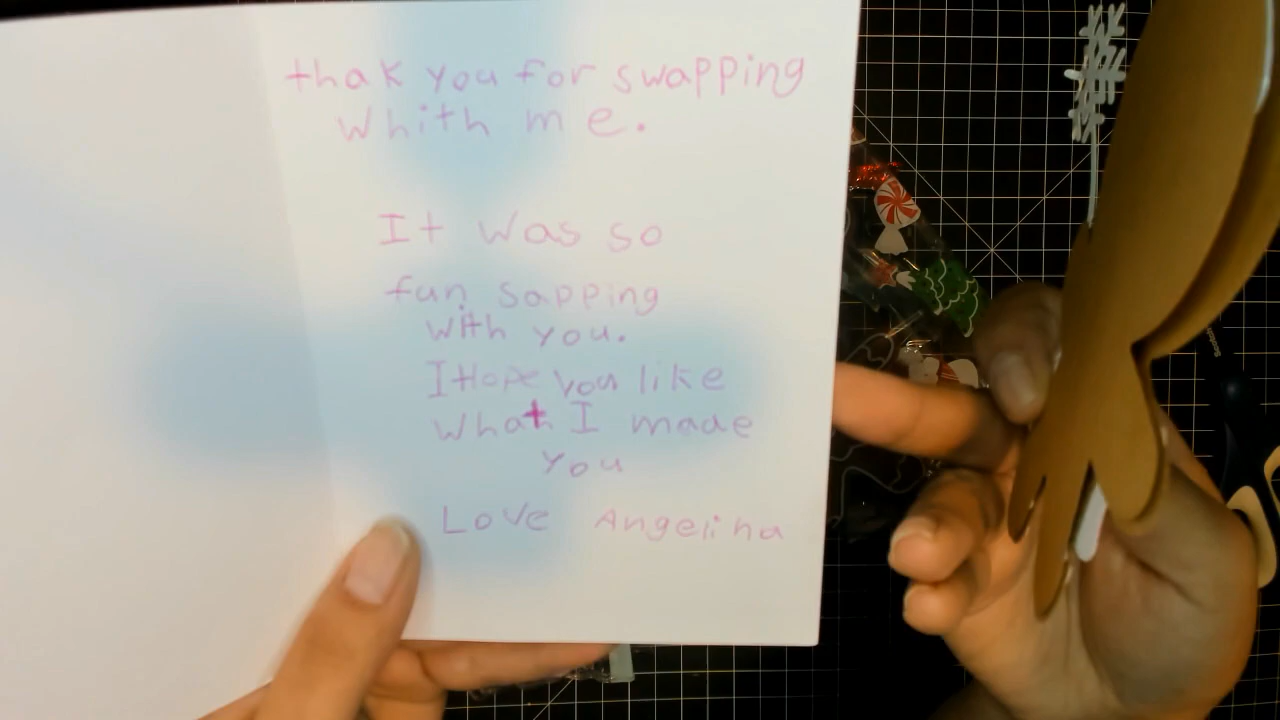 thak you for swapping
whith me.
It was so
fun sapping
with you.
I Hope you like
what I made
you
Love Angelina